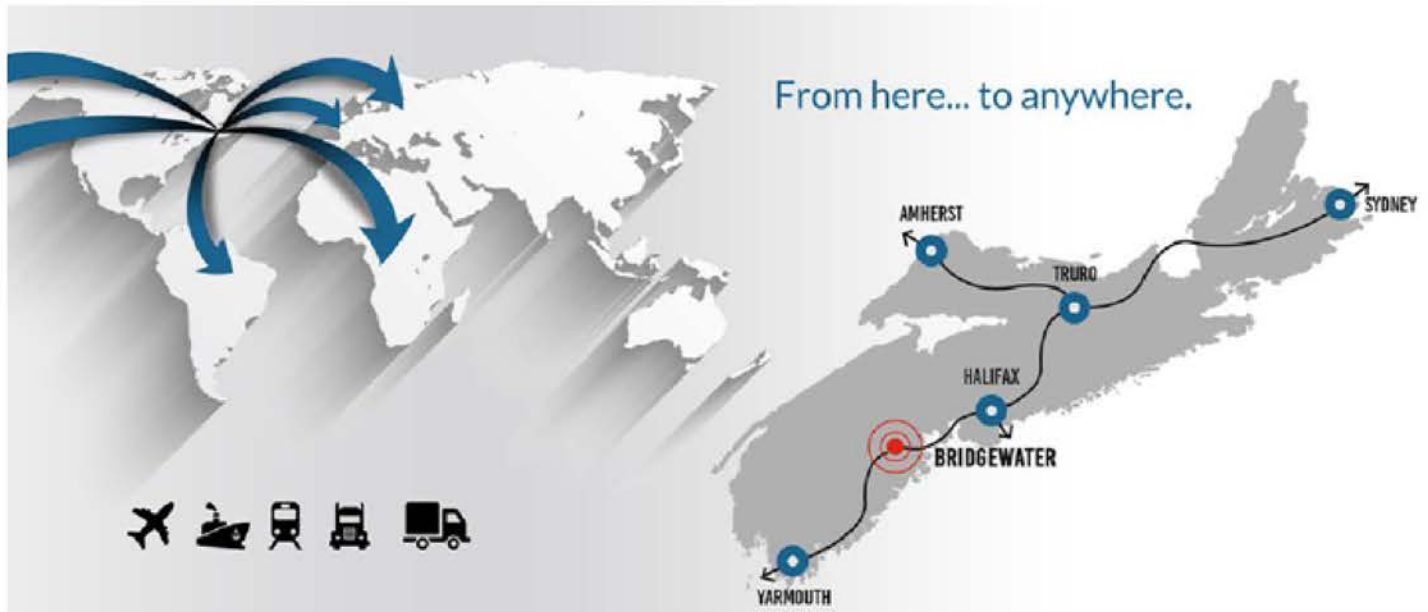 From here... to anywhere.
AMHERST
SYDNEY
TRURO
HALIFAX
BRIDGEWATER
YARMOUTH